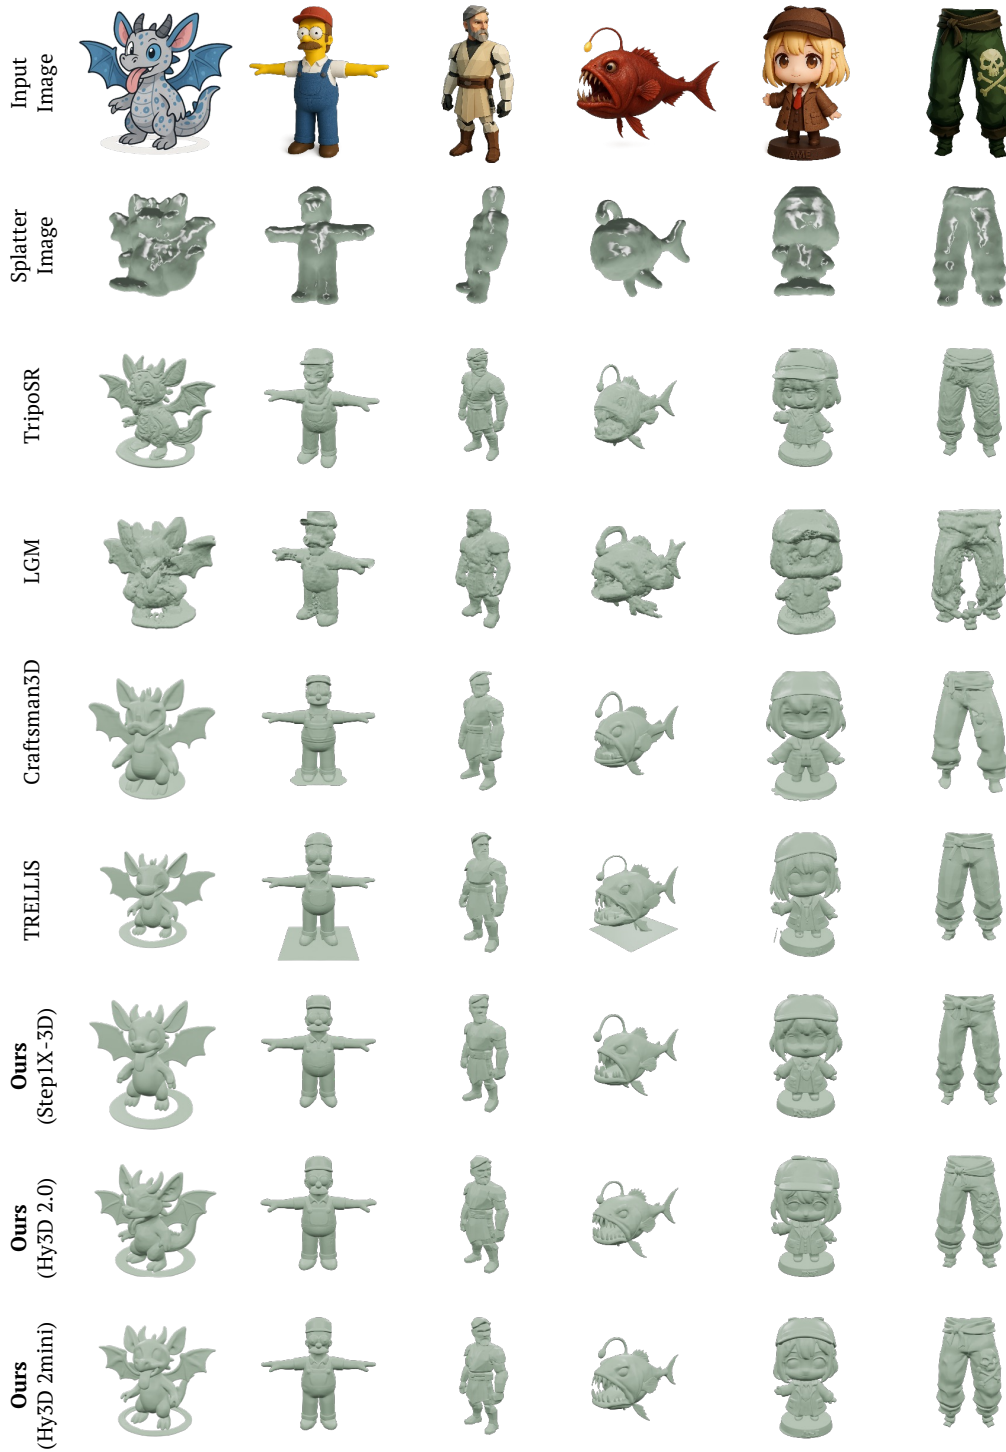 Input
Image
Splatter
Image
TripoSR
LGM
Craftsman3D
TRELLIS
Ours
(Step1X-3D)
Ours
(Hy3D 2.0)
Ours
(Hy3D 2mini)